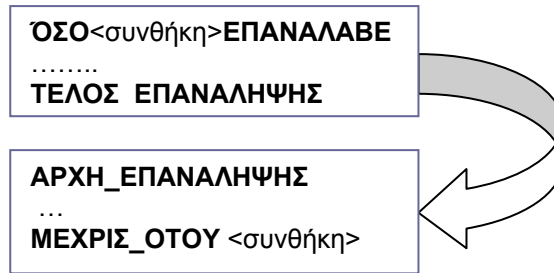 ΌΣΟ<συνθήκη>ΕΠΑΝΑΛΑΒΕ
……..
ΤΕΛΟΣ ΕΠΑΝΑΛΗΨΗΣ
ΑΡΧΗ_ΕΠΑΝΑΛΗΨΗΣ
…
ΜΕΧΡΙΣ_ΟΤΟΥ <συνθήκη>